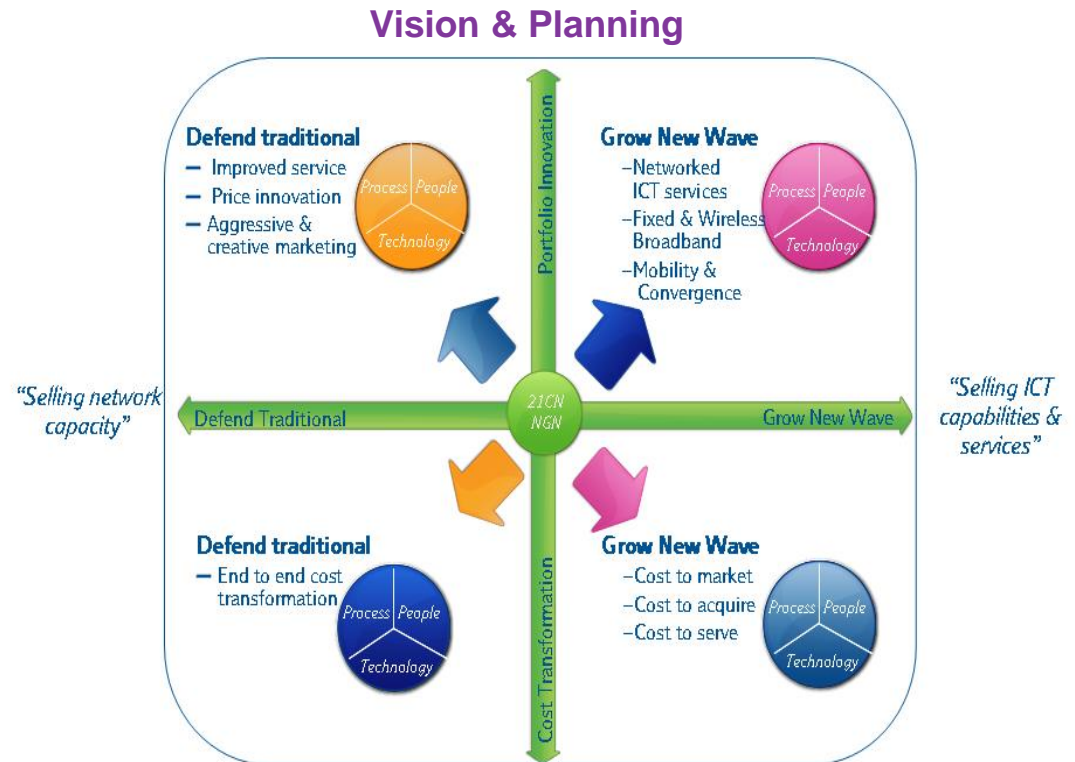 Vision & Planning
Portfolio Innovation
Defend traditional
– Improved service
– Price innovation
– Aggressive &
creative marketing
Process People
Technology
Grow New Wave
–Networked
ICT services
–Fixed & Wireless
Broadband
–Mobility &
Convergence
Process People
Technology
"Selling network
capacity"
Defend Traditional
21CN
NGN
Grow New Wave
"Selling ICT
capabilities &
services"
Defend traditional
– End to end cost
transformation
Process People
Technology
Cost Transformation
Grow New Wave
–Cost to market
–Cost to acquire
–Cost to serve
Process People
Technology